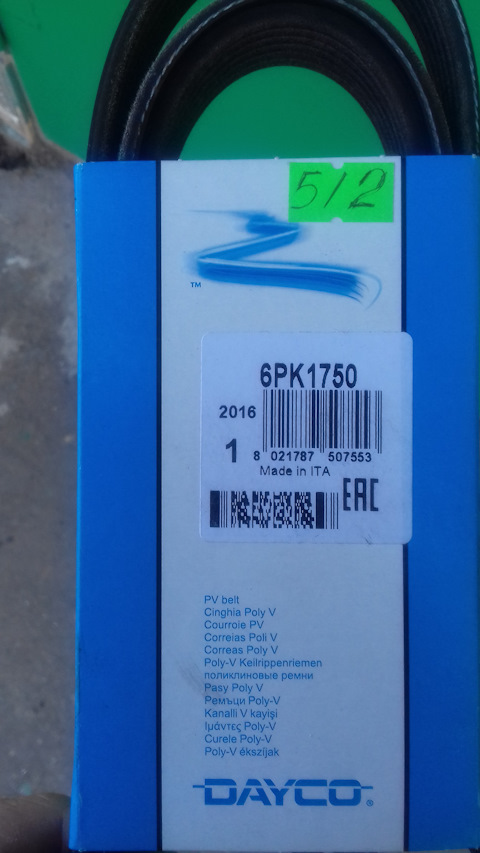 512
TM
6PK1750
2016
1
8 021787 507553
Made in ITA
EAC
PV belt
Cinghia Poly V
Courroie PV
Correias Poli V
Correas Poly V
Poly-V Keilrippenriemen
поликлиновые ремни
Pasy Poly V
Ремъци Poly-V
Kanalli V kayişi
Ιμάντες Poly-V
Curele Poly-V
Poly-V ékszíjak
DAYCO®